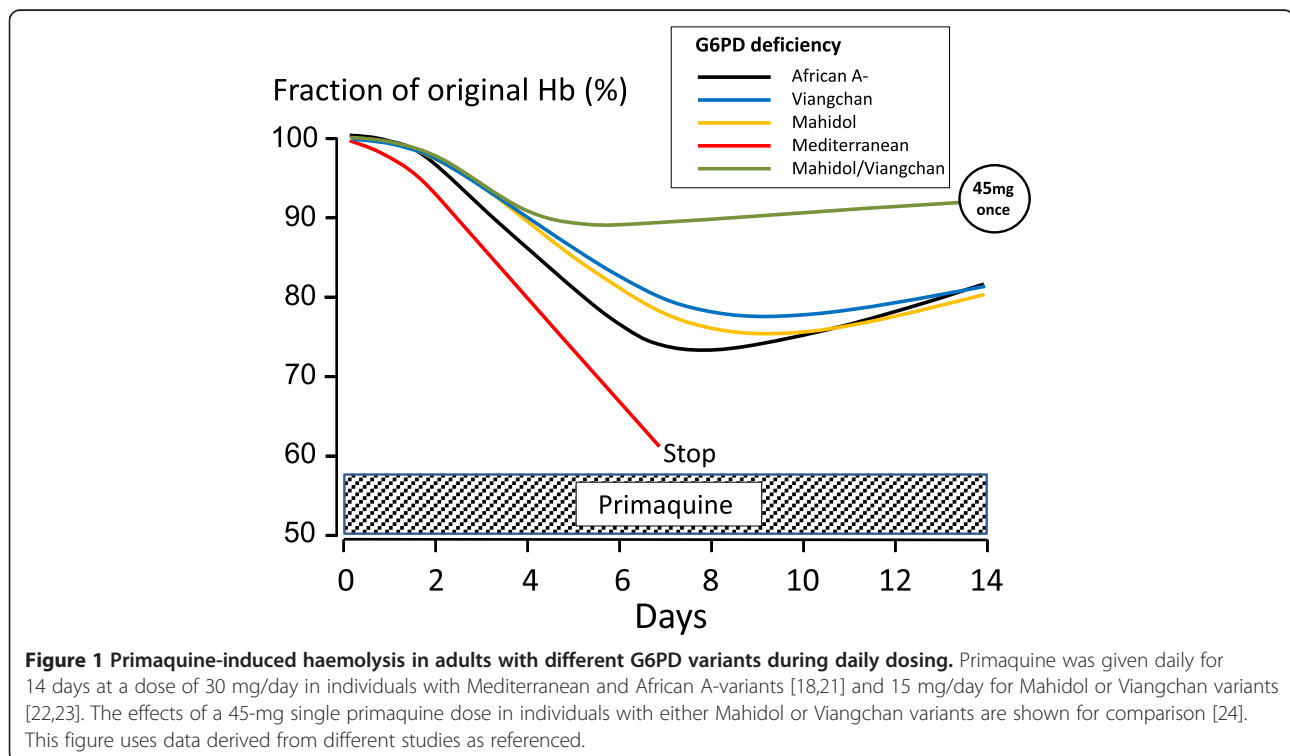 G6PD deficiency
African A-
Viangchan
Mahidol
Mediterranean
Mahidol/Viangchan
Fraction of original Hb (%)
100
90
80
70
60
50
45mg
once
Stop
Primaquine
0 2 4 6 8 10 12 14
Days
Figure 1 Primaquine-induced haemolysis in adults with different G6PD variants during daily dosing. Primaquine was given daily for
14 days at a dose of 30 mg/day in individuals with Mediterranean and African A-variants [18,21] and 15 mg/day for Mahidol or Viangchan variants
[22,23]. The effects of a 45-mg single primaquine dose in individuals with either Mahidol or Viangchan variants are shown for comparison [24].
This figure uses data derived from different studies as referenced.